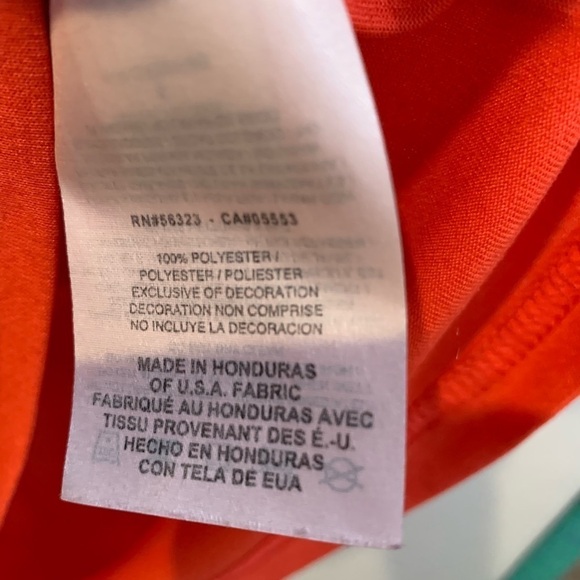 RN#56323 - CA#05553
100% POLYESTER /
POLYESTER / POLIESTER
EXCLUSIVE OF DECORATION
DECORATION NON COMPRISE
NO INCLUYE LA DECORACION
MADE IN HONDURAS
OF U.S.A. FABRIC
FABRIQUÉ AU HONDURAS AVEC
TISSU PROVENANT DES É.-U.
HECHO EN HONDURAS
CON TELA DE EUA